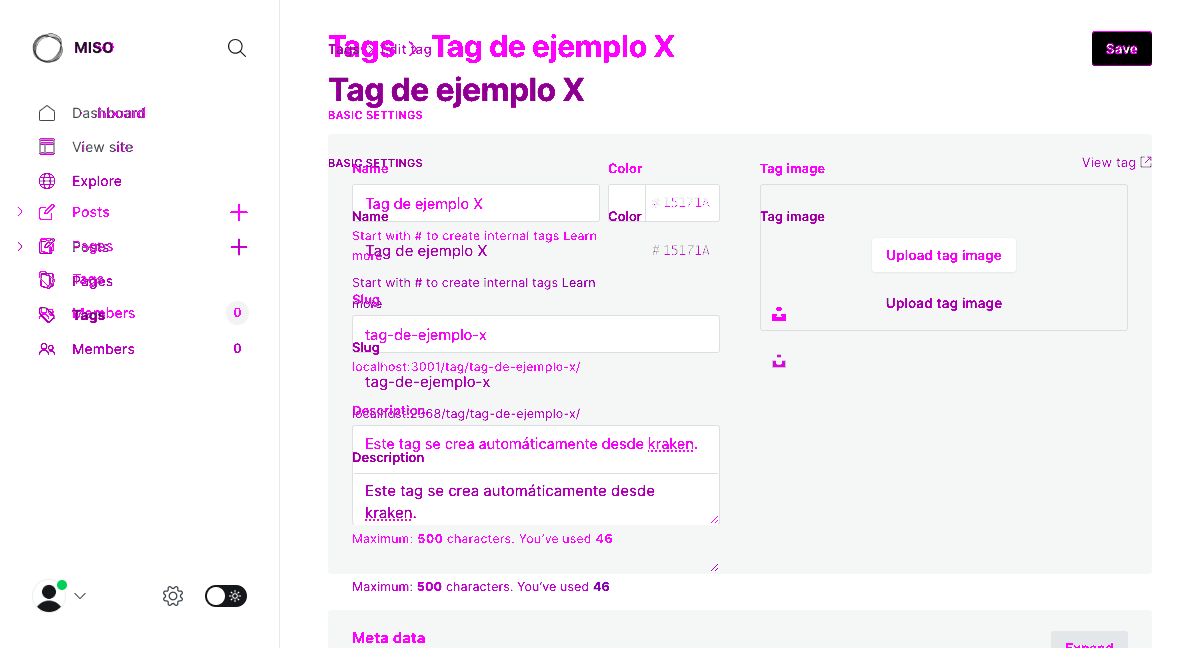 MISO
Dashboard
View site
Explore
Posts
Pages
Posts
Tags
Pages
Members 0
Tags
Members 0
Tags > Tag de ejemplo X
Tags > Edit tag
Save
Tag de ejemplo X
BASIC SETTINGS
BASIC SETTINGS
View tag
Name Color Tag image
Tag de ejemplo X # 15171A
Name Color Tag image
Start with # to create internal tags Learn
more
Tag de ejemplo X # 15171A
Upload tag image
Start with # to create internal tags Learn
more
Upload tag image
Slug
tag-de-ejemplo-x
Slug
localhost:3001/tag/tag-de-ejemplo-x/
tag-de-ejemplo-x
Description
localhost:2368/tag/tag-de-ejemplo-x/
Este tag se crea automáticamente desde kraken.
Description
Este tag se crea automáticamente desde
kraken.
Maximum: 500 characters. You've used 46
Maximum: 500 characters. You've used 46
Meta data
Expand